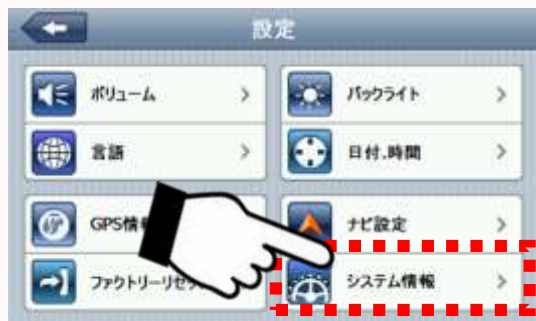 設定
ボリューム
バックライト
言語
日付.時間
GPS情
ナビ設定
ファクトリーリセ
システム情報